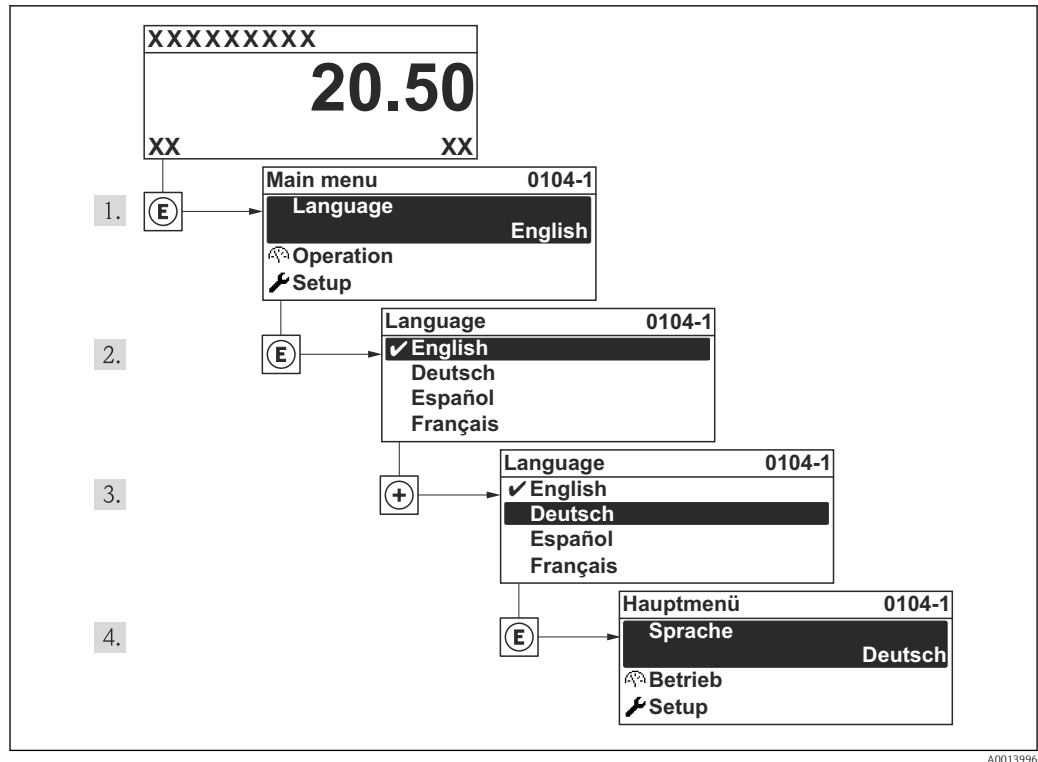 XXXXXXXXX
20.50
XX XX
Main menu 0104-1
1. E Language
English
Operation
Setup
Language 0104-1
2. E ✔ English
Deutsch
Español
Français
Language 0104-1
3. + ✔ English
Deutsch
Español
Français
Hauptmenü 0104-1
4. E Sprache
Deutsch
Betrieb
Setup
A0013996